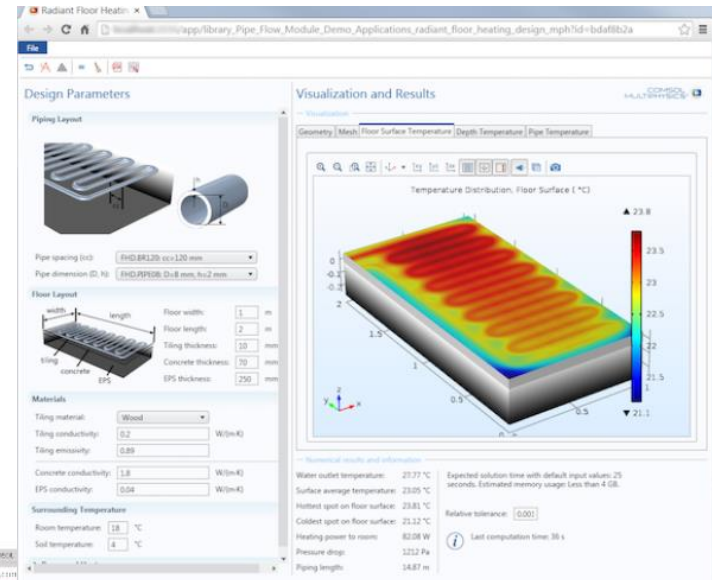 Radiant Floor Heatin
/app/library_Pipe_Flow_Module_Demo_Applications_radiant_floor_heating_design_mph?id=bdaf8b2a
File
Design Parameters
Piping Layout
Pipe spacing (cc): FHD.BR120: cc=120 mm
Pipe dimension (D, h): FHD.PIPE08: D=8 mm, h=2 mm
Floor Layout
width
length
tiling
concrete
EPS
Floor width: 1 m
Floor length: 2 m
Tiling thickness: 10 mm
Concrete thickness: 70 mm
EPS thickness: 250 mm
Materials
Tiling material: Wood
Tiling conductivity: 0.2 W/(m·K)
Tiling emissivity: 0.89
Concrete conductivity: 1.8 W/(m·K)
EPS conductivity: 0.04 W/(m·K)
Surrounding Temperature
Room temperature: 18 °C
Soil temperature: 4 °C
Visualization and Results
COMSOL
MULTIPHYSICS
Visualization
Geometry Mesh Floor Surface Temperature Depth Temperature Pipe Temperature
Temperature Distribution, Floor Surface ( °C)
▲ 23.8
23.5
23
22.5
22
21.5
▼ 21.1
0
-0.1
-0.2
2
1.5
1
0.5
0.5
0
z
y
x
Numerical results and information
Water outlet temperature: 27.77 °C
Surface average temperature: 23.05 °C
Hottest spot on floor surface: 23.81 °C
Coldest spot on floor surface: 21.12 °C
Heating power to room: 82.08 W
Pressure drop: 1212 Pa
Piping length: 14.87 m
Expected solution time with default input values: 25
seconds. Estimated memory usage: Less than 4 GB.
Relative tolerance: 0.001
Last computation time: 36 s